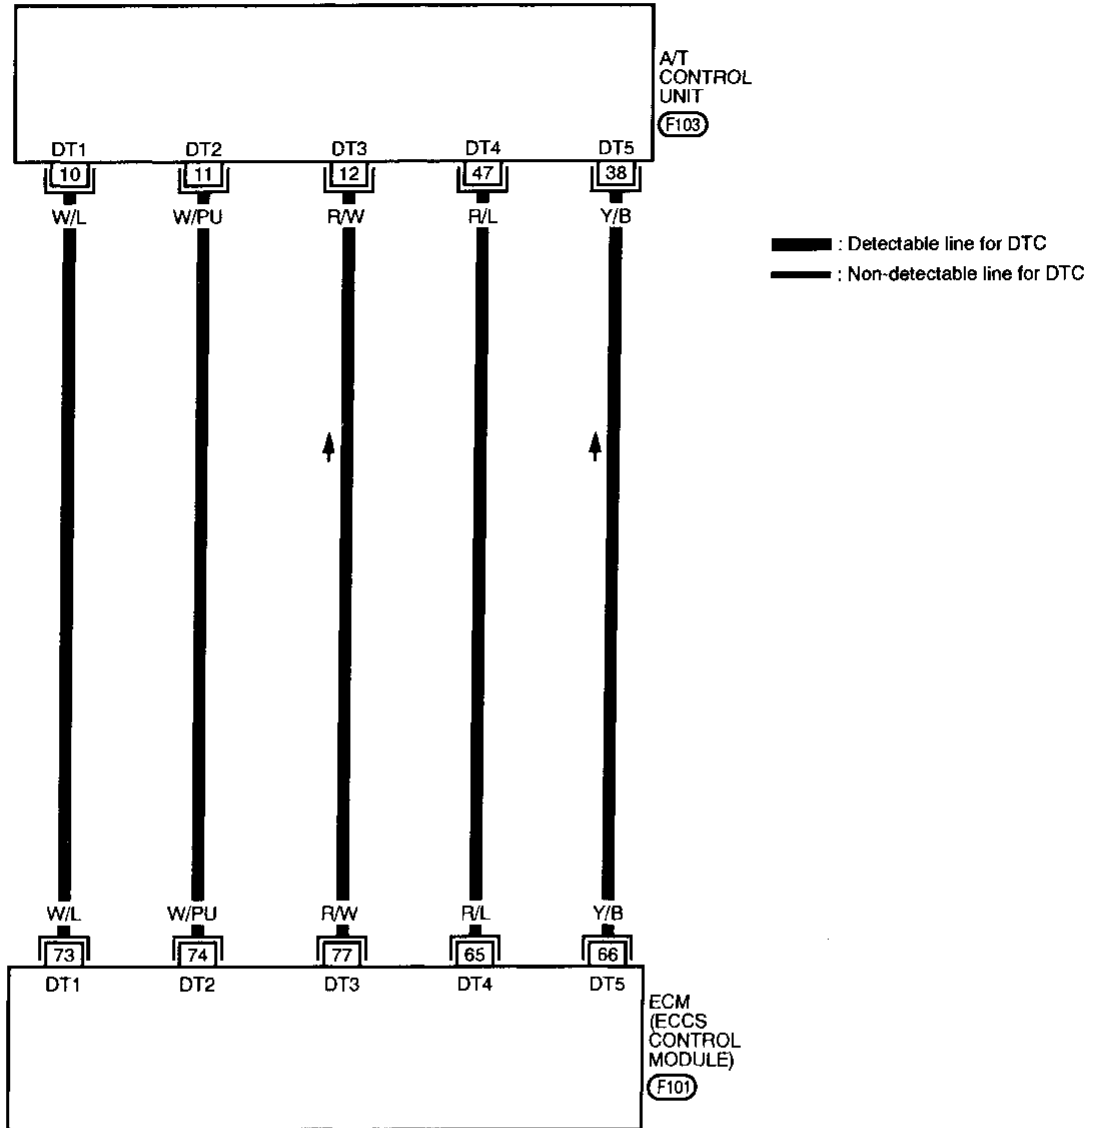 A/T
CONTROL
UNIT
F103
DT1 DT2 DT3 DT4 DT5
10 11 12 47 38
W/L W/PU R/W R/L Y/B
: Detectable line for DTC
: Non-detectable line for DTC
W/L W/PU R/W R/L Y/B
73 74 77 65 66
DT1 DT2 DT3 DT4 DT5
ECM
(ECCS
CONTROL
MODULE)
F101